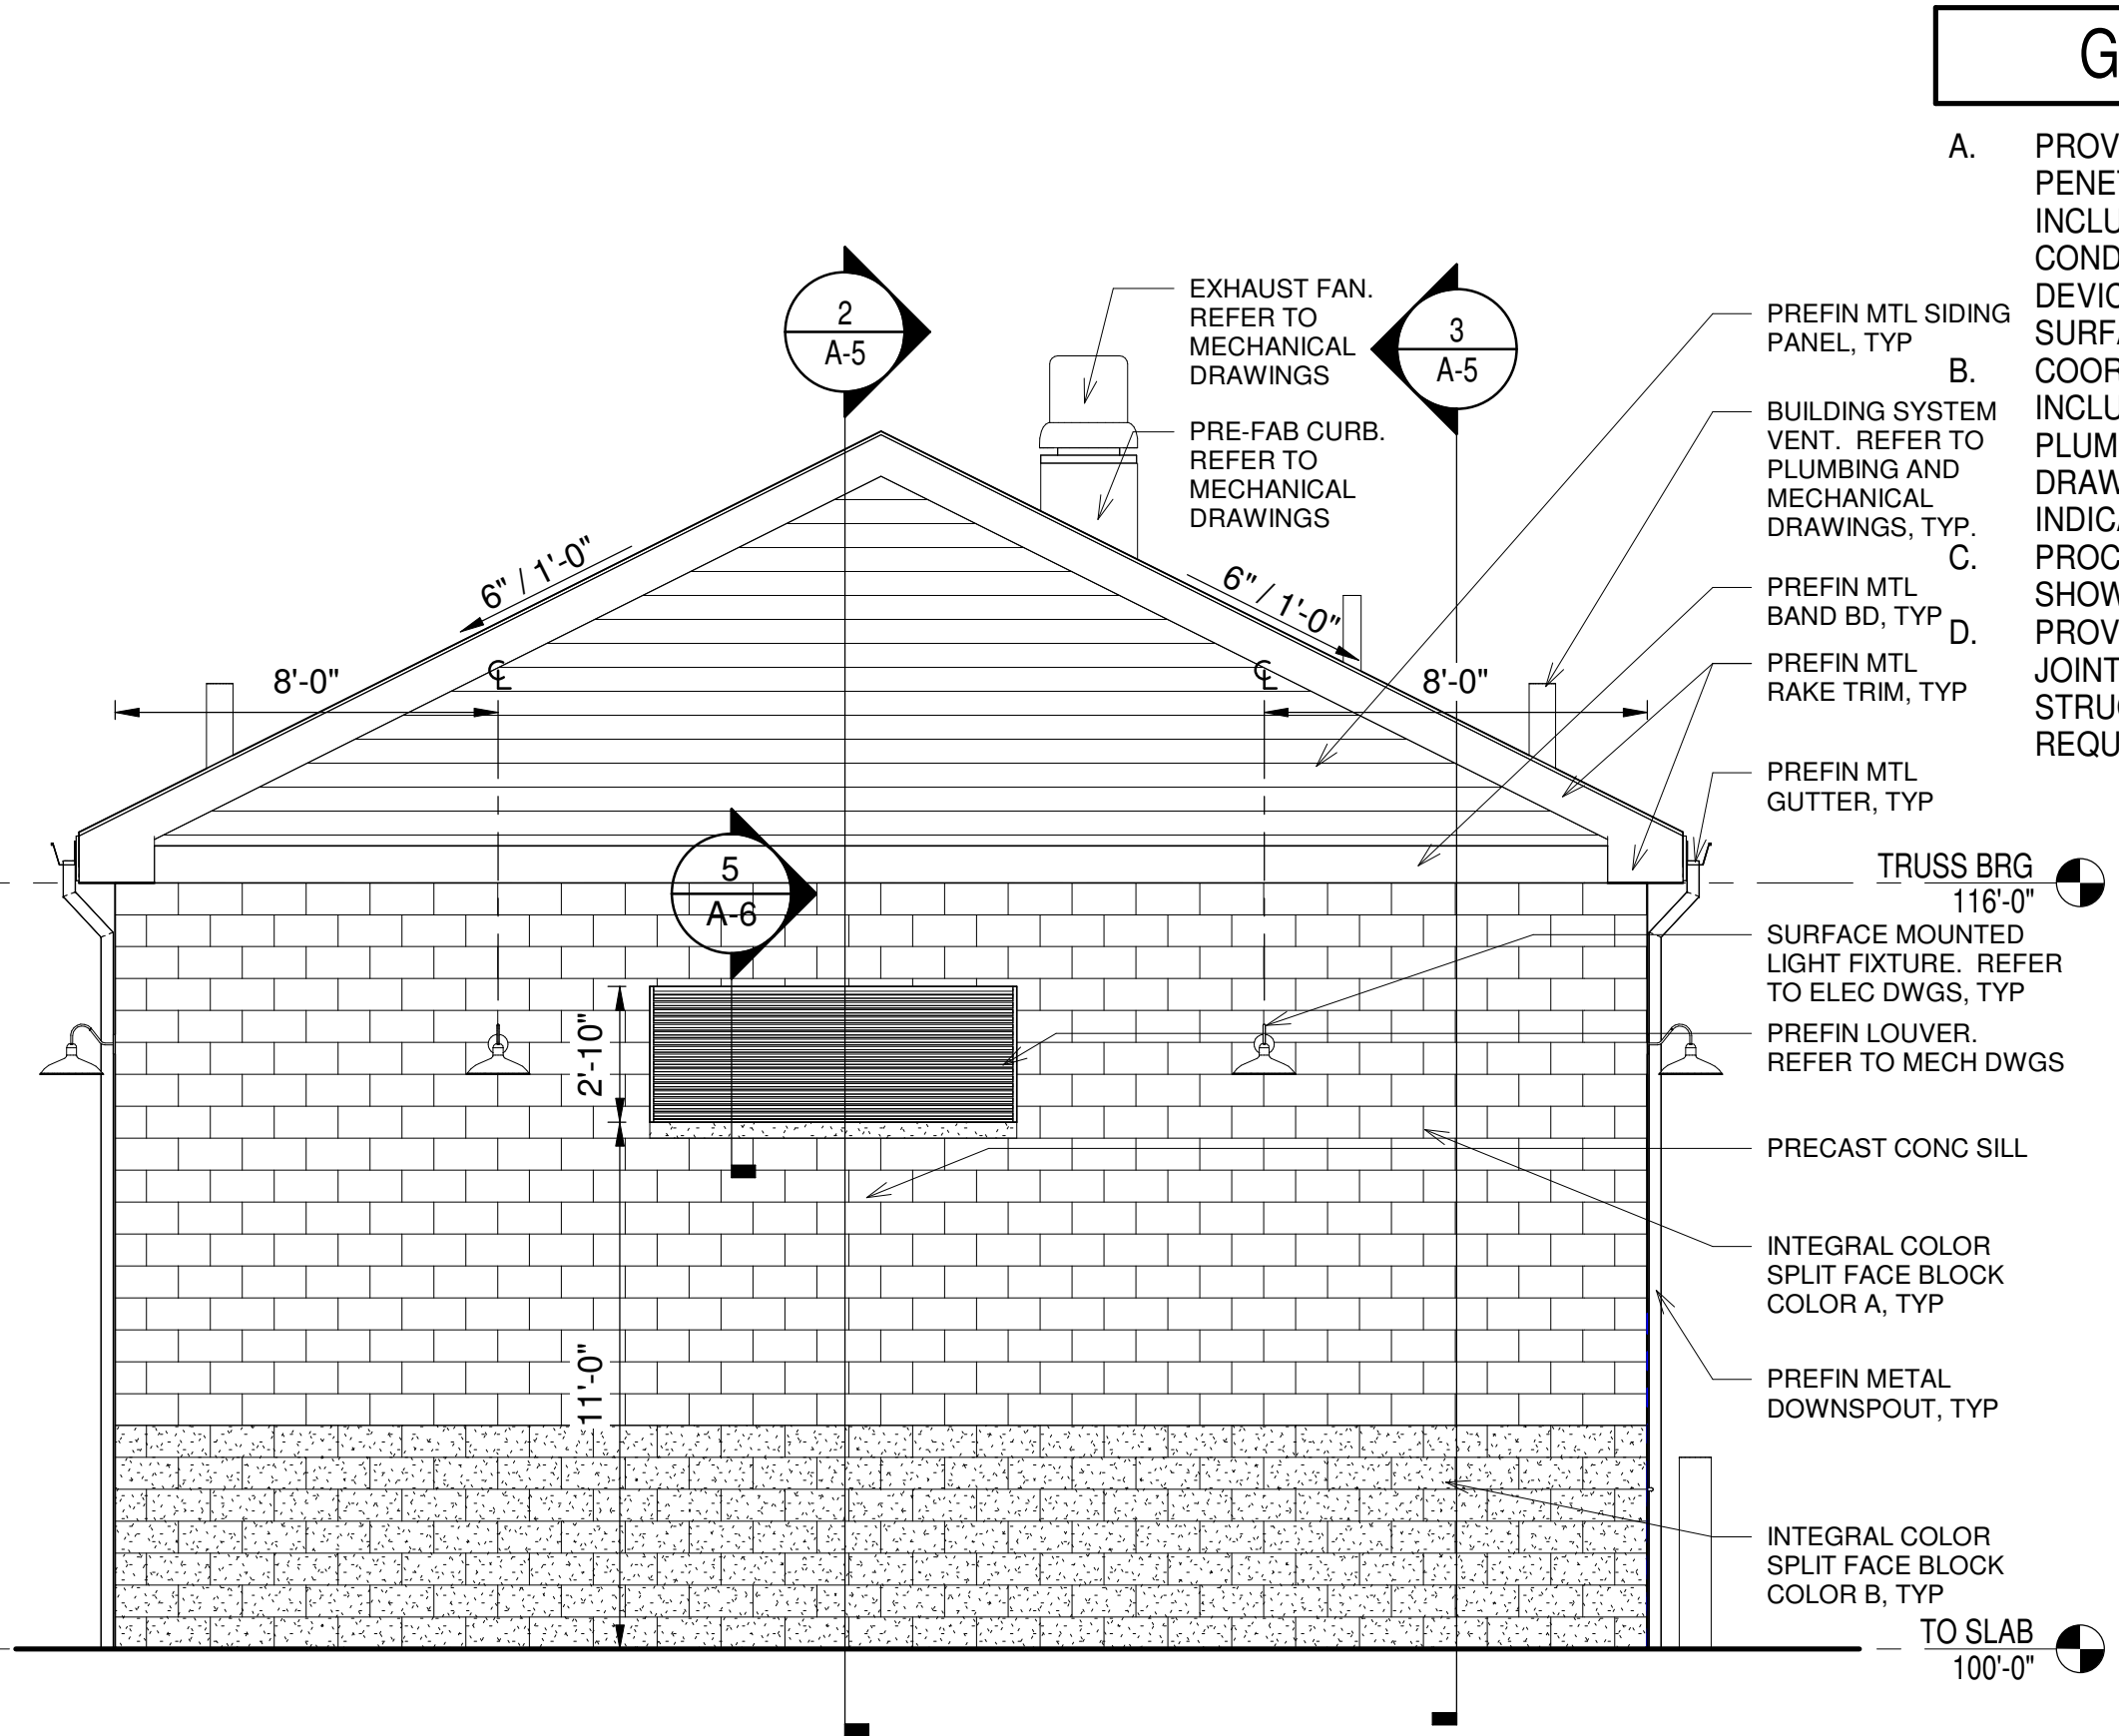 G
A. PROV
PENET
INCLU
COND
DEVIC
SURFA
B. COOR
INCLU
PLUM
DRAW
INDICA
C. PROC
SHOW
D. PROV
JOINT
STRUC
REQU
2
A-5
EXHAUST FAN.
REFER TO
MECHANICAL
DRAWINGS
3
A-5
PRE-FAB CURB.
REFER TO
MECHANICAL
DRAWINGS
PREFIN MTL SIDING
PANEL, TYP
BUILDING SYSTEM
VENT. REFER TO
PLUMBING AND
MECHANICAL
DRAWINGS, TYP.
PREFIN MTL
BAND BD, TYP
PREFIN MTL
RAKE TRIM, TYP
PREFIN MTL
GUTTER, TYP
6" / 1'-0"
6" / 1'-0"
8'-0"
℄
℄
8'-0"
5
A-6
TRUSS BRG
116'-0"
SURFACE MOUNTED
LIGHT FIXTURE. REFER
TO ELEC DWGS, TYP
PREFIN LOUVER.
REFER TO MECH DWGS
2'-10"
PRECAST CONC SILL
INTEGRAL COLOR
SPLIT FACE BLOCK
COLOR A, TYP
11'-0"
PREFIN METAL
DOWNSPOUT, TYP
INTEGRAL COLOR
SPLIT FACE BLOCK
COLOR B, TYP
TO SLAB
100'-0"